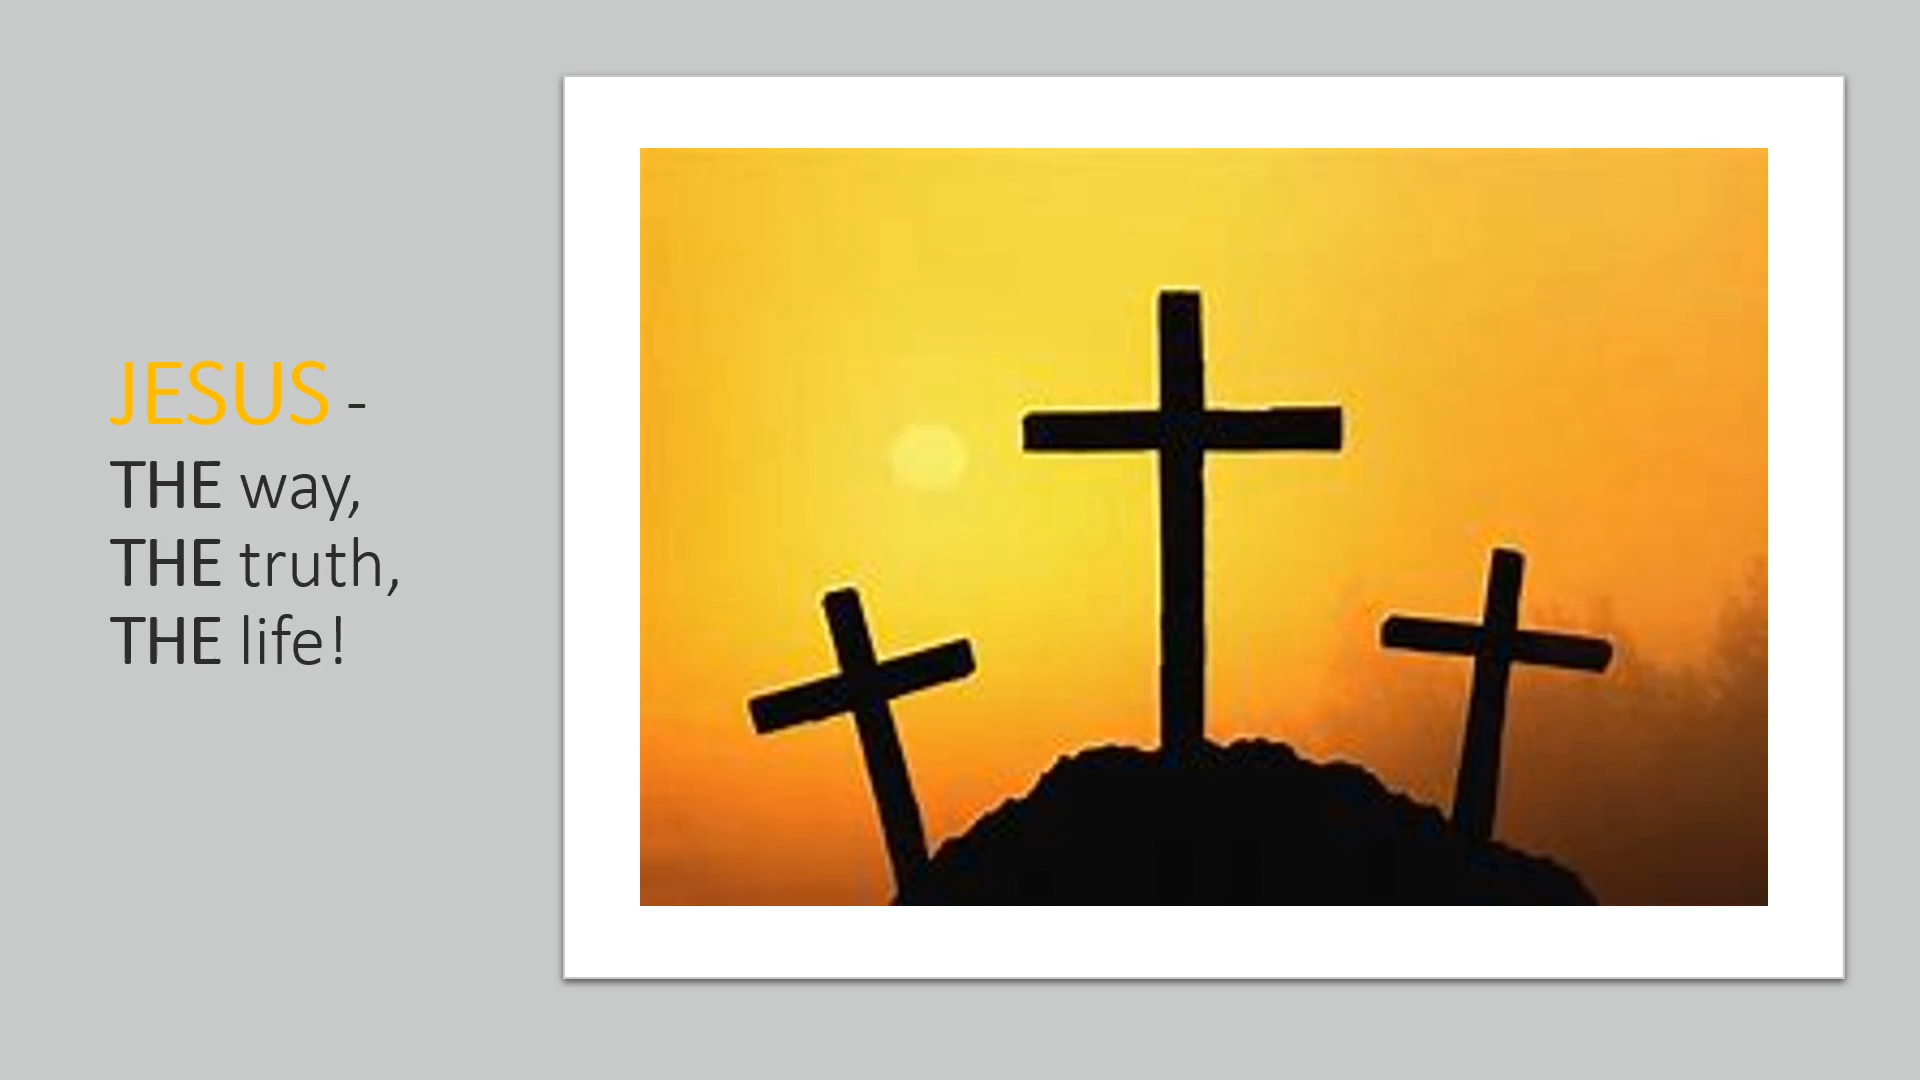 JESUS -
THE way,
THE truth,
THE life!